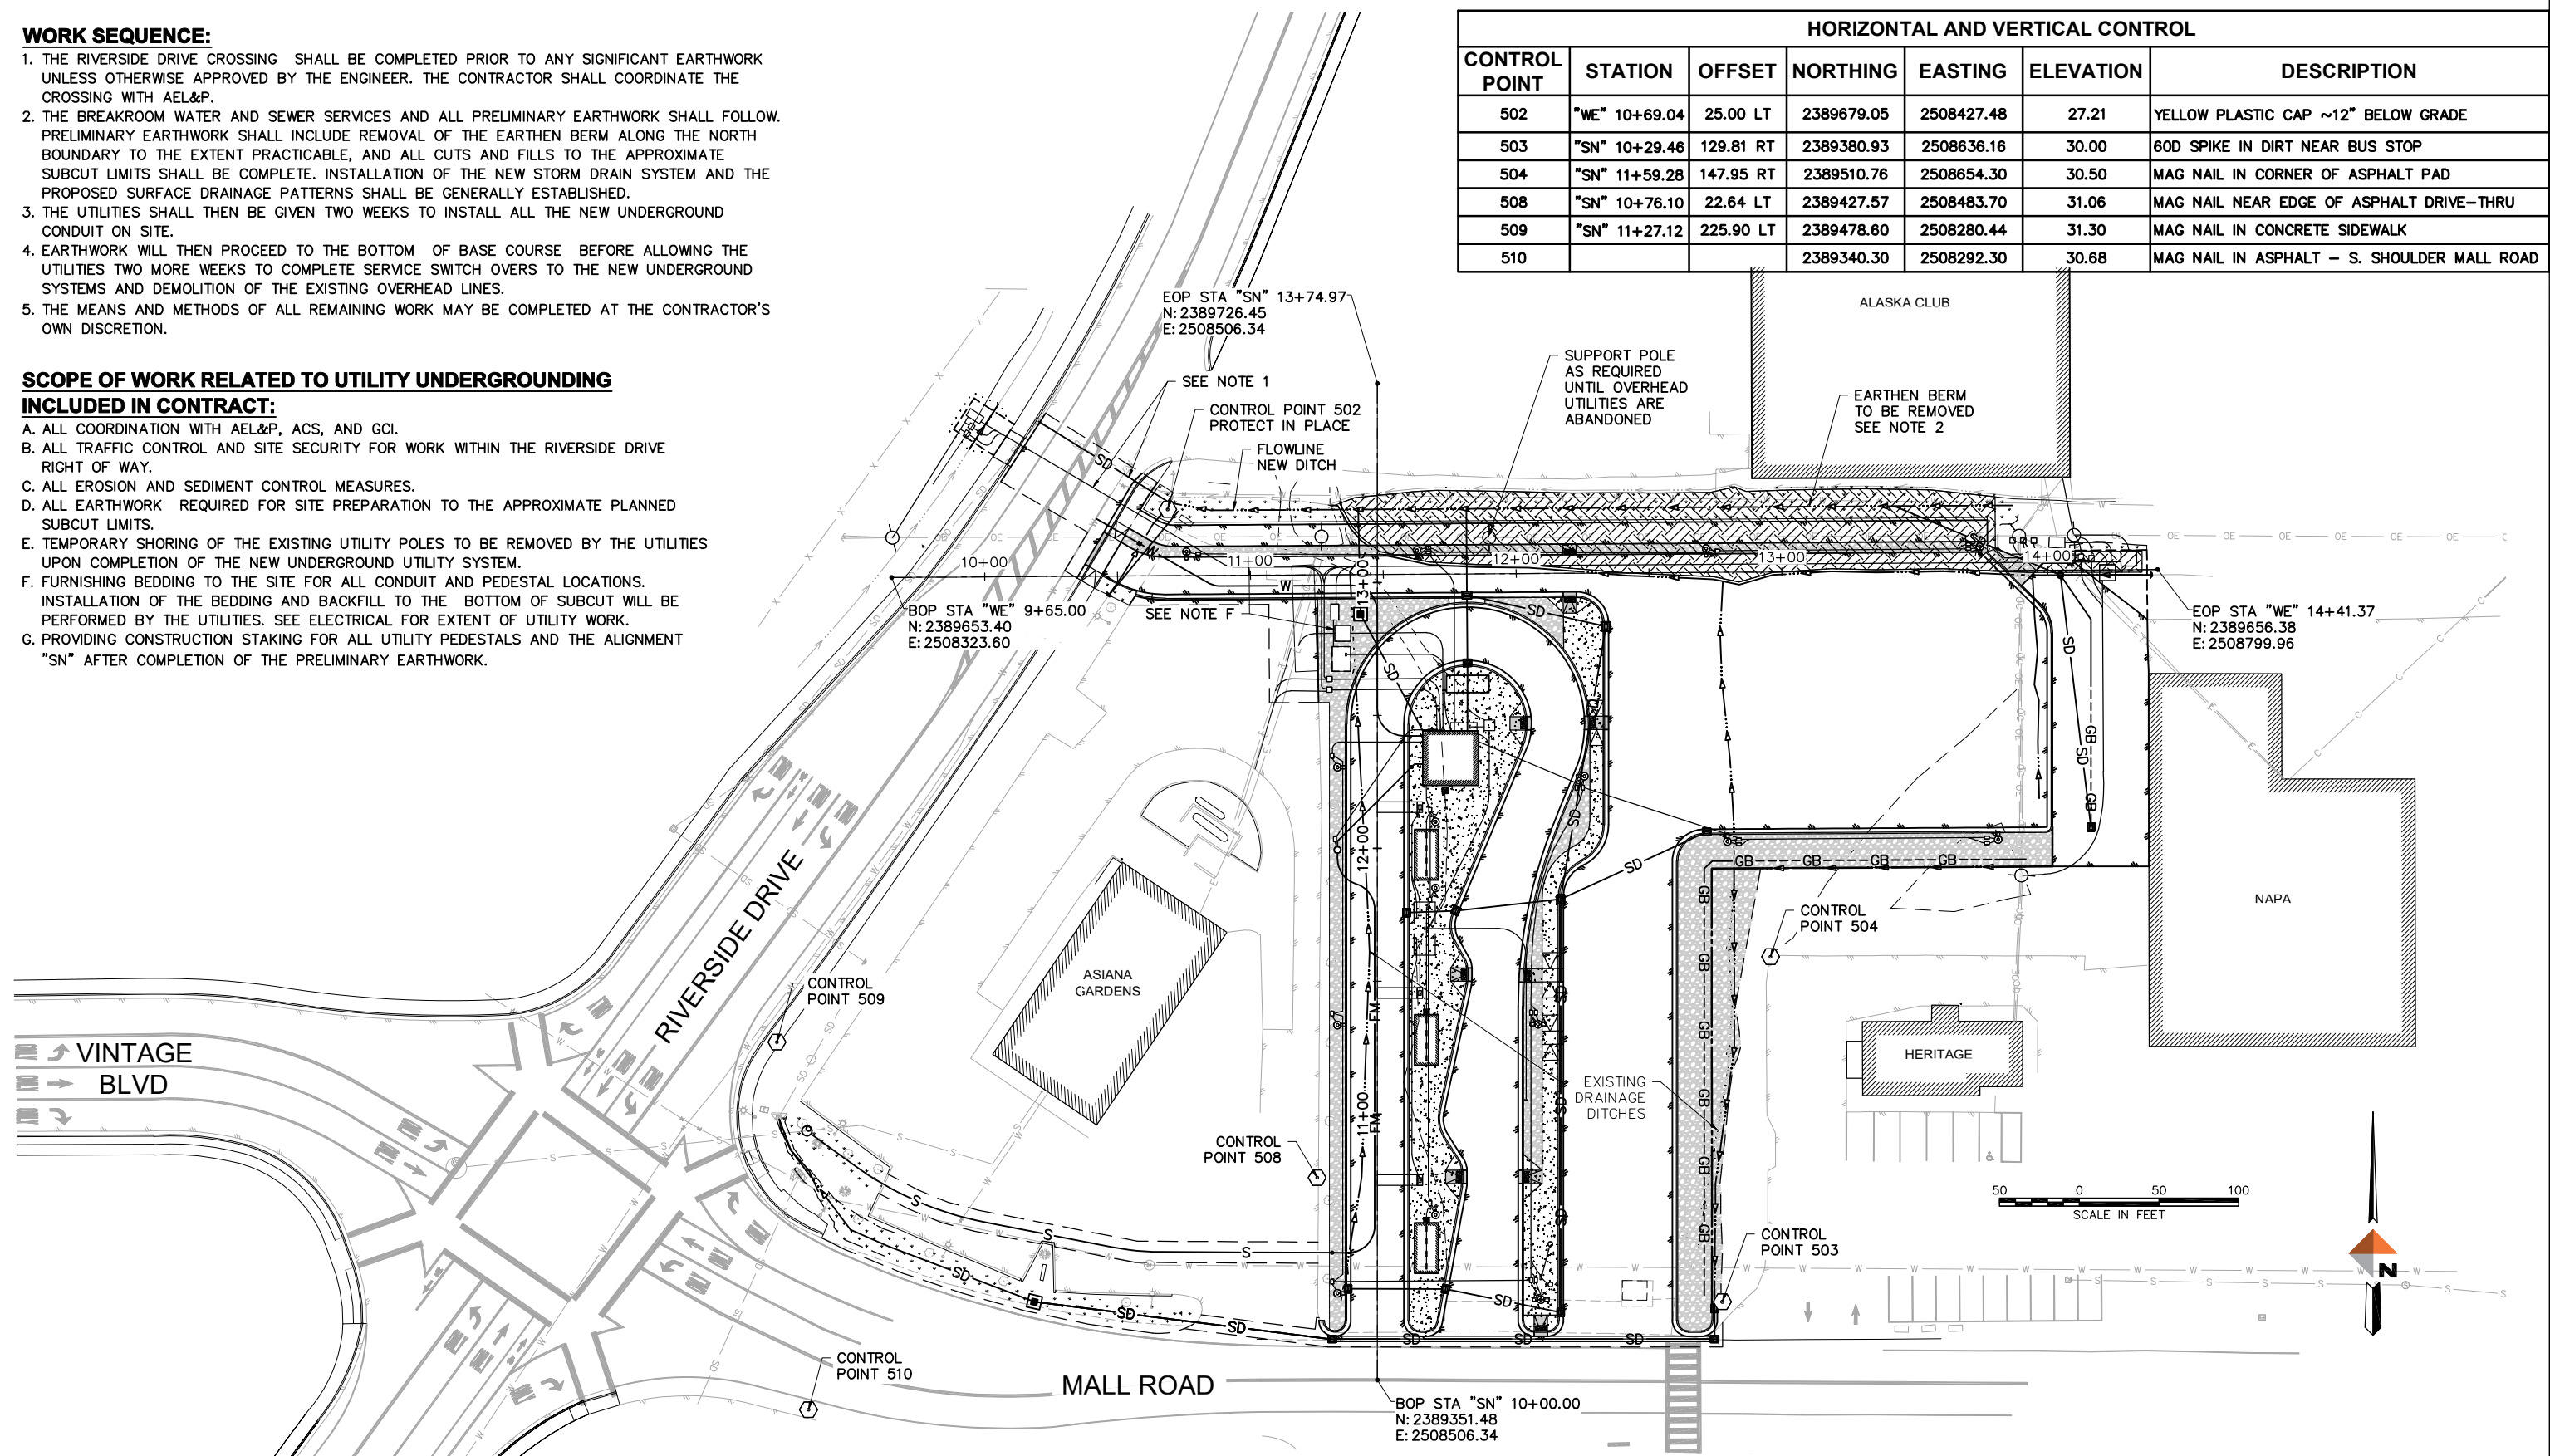 WORK SEQUENCE:
1. THE RIVERSIDE DRIVE CROSSING SHALL BE COMPLETED PRIOR TO ANY SIGNIFICANT EARTHWORK
UNLESS OTHERWISE APPROVED BY THE ENGINEER. THE CONTRACTOR SHALL COORDINATE THE
CROSSING WITH AEL&P.
2. THE BREAKROOM WATER AND SEWER SERVICES AND ALL PRELIMINARY EARTHWORK SHALL FOLLOW.
PRELIMINARY EARTHWORK SHALL INCLUDE REMOVAL OF THE EARTHEN BERM ALONG THE NORTH
BOUNDARY TO THE EXTENT PRACTICABLE, AND ALL CUTS AND FILLS TO THE APPROXIMATE
SUBCUT LIMITS SHALL BE COMPLETE. INSTALLATION OF THE NEW STORM DRAIN SYSTEM AND THE
PROPOSED SURFACE DRAINAGE PATTERNS SHALL BE GENERALLY ESTABLISHED.
3. THE UTILITIES SHALL THEN BE GIVEN TWO WEEKS TO INSTALL ALL THE NEW UNDERGROUND
CONDUIT ON SITE.
4. EARTHWORK WILL THEN PROCEED TO THE BOTTOM OF BASE COURSE BEFORE ALLOWING THE
UTILITIES TWO MORE WEEKS TO COMPLETE SERVICE SWITCH OVERS TO THE NEW UNDERGROUND
SYSTEMS AND DEMOLITION OF THE EXISTING OVERHEAD LINES.
5. THE MEANS AND METHODS OF ALL REMAINING WORK MAY BE COMPLETED AT THE CONTRACTOR'S
OWN DISCRETION.
SCOPE OF WORK RELATED TO UTILITY UNDERGROUNDING
INCLUDED IN CONTRACT:
A. ALL COORDINATION WITH AEL&P, ACS, AND GCI.
B. ALL TRAFFIC CONTROL AND SITE SECURITY FOR WORK WITHIN THE RIVERSIDE DRIVE
RIGHT OF WAY.
C. ALL EROSION AND SEDIMENT CONTROL MEASURES.
D. ALL EARTHWORK REQUIRED FOR SITE PREPARATION TO THE APPROXIMATE PLANNED
SUBCUT LIMITS.
E. TEMPORARY SHORING OF THE EXISTING UTILITY POLES TO BE REMOVED BY THE UTILITIES
UPON COMPLETION OF THE NEW UNDERGROUND UTILITY SYSTEM.
F. FURNISHING BEDDING TO THE SITE FOR ALL CONDUIT AND PEDESTAL LOCATIONS.
INSTALLATION OF THE BEDDING AND BACKFILL TO THE BOTTOM OF SUBCUT WILL BE
PERFORMED BY THE UTILITIES. SEE ELECTRICAL FOR EXTENT OF UTILITY WORK.
G. PROVIDING CONSTRUCTION STAKING FOR ALL UTILITY PEDESTALS AND THE ALIGNMENT
"SN" AFTER COMPLETION OF THE PRELIMINARY EARTHWORK.
HORIZONTAL AND VERTICAL CONTROL
CONTROL POINT STATION OFFSET NORTHING EASTING ELEVATION DESCRIPTION
502 "WE" 10+69.04 25.00 LT 2389679.05 2508427.48 27.21 YELLOW PLASTIC CAP ~12" BELOW GRADE
503 "SN" 10+29.46 129.81 RT 2389380.93 2508636.16 30.00 60D SPIKE IN DIRT NEAR BUS STOP
504 "SN" 11+59.28 147.95 RT 2389510.76 2508654.30 30.50 MAG NAIL IN CORNER OF ASPHALT PAD
508 "SN" 10+76.10 22.64 LT 2389427.57 2508483.70 31.06 MAG NAIL NEAR EDGE OF ASPHALT DRIVE-THRU
509 "SN" 11+27.12 225.90 LT 2389478.60 2508280.44 31.30 MAG NAIL IN CONCRETE SIDEWALK
510 2389340.30 2508292.30 30.68 MAG NAIL IN ASPHALT – S. SHOULDER MALL ROAD
EOP STA "SN" 13+74.97
N: 2389726.45
E: 2508506.34
ALASKA CLUB
SUPPORT POLE
AS REQUIRED
UNTIL OVERHEAD
UTILITIES ARE
ABANDONED
SEE NOTE 1
CONTROL POINT 502
PROTECT IN PLACE
FLOWLINE
NEW DITCH
EARTHEN BERM
TO BE REMOVED
SEE NOTE 2
10+00
11+00
12+00
13+00
14+00
BOP STA "WE" 9+65.00
N: 2389653.40
E: 2508323.60
SEE NOTE F
EOP STA "WE" 14+41.37
N: 2389656.38
E: 2508799.96
13+00
12+00
11+00
RIVERSIDE DRIVE
VINTAGE
BLVD
ASIANA
GARDENS
CONTROL
POINT 509
CONTROL
POINT 504
NAPA
HERITAGE
EXISTING
DRAINAGE
DITCHES
CONTROL
POINT 508
CONTROL
POINT 503
CONTROL
POINT 510
MALL ROAD
BOP STA "SN" 10+00.00
N: 2389351.48
E: 2508506.34
50 0 50 100
SCALE IN FEET
N